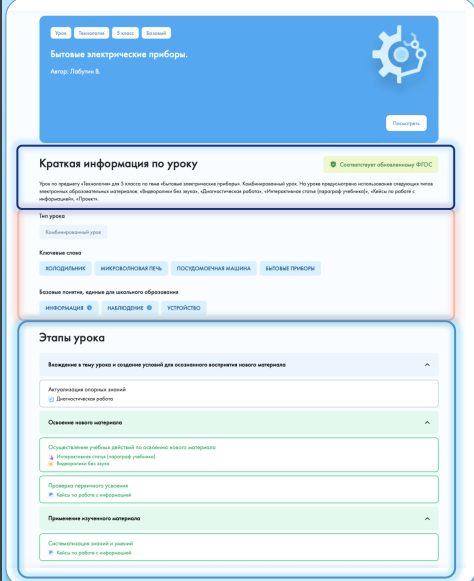 Урок Технология 5 класс Базовый
Бытовые электрические приборы.
Автор: Лабутин В.
Посмотреть
Краткая информация по уроку
Соответствует обновленному ФГОС
Урок по предмету «Технология» для 5 класса по теме «Бытовые электрические приборы». Комбинированный урок. На уроке предусмотрено использование следующих типов
электронных образовательных материалов: «Видеоролики без звука», «Диагностическая работа», «Интерактивная статья (параграф учебника)», «Кейсы по работе с
информацией», «Проект».
Тип урока
Комбинированный урок
Ключевые слова
ХОЛОДИЛЬНИК МИКРОВОЛНОВАЯ ПЕЧЬ ПОСУДОМОЕЧНАЯ МАШИНА БЫТОВЫЕ ПРИБОРЫ
Базовые понятия, единые для школьного образования
ИНФОРМАЦИЯ НАБЛЮДЕНИЕ УСТРОЙСТВО
Этапы урока
Вхождение в тему урока и создание условий для осознанного восприятия нового материала
Актуализация опорных знаний
Диагностическая работа
Освоение нового материала
Осуществление учебных действий по освоению нового материала
Интерактивная статья (параграф учебника)
Видеоролики без звука
Проверка первичного усвоения
Кейсы по работе с информацией
Применение изученного материала
Систематизация знаний и умений
Кейсы по работе с информацией